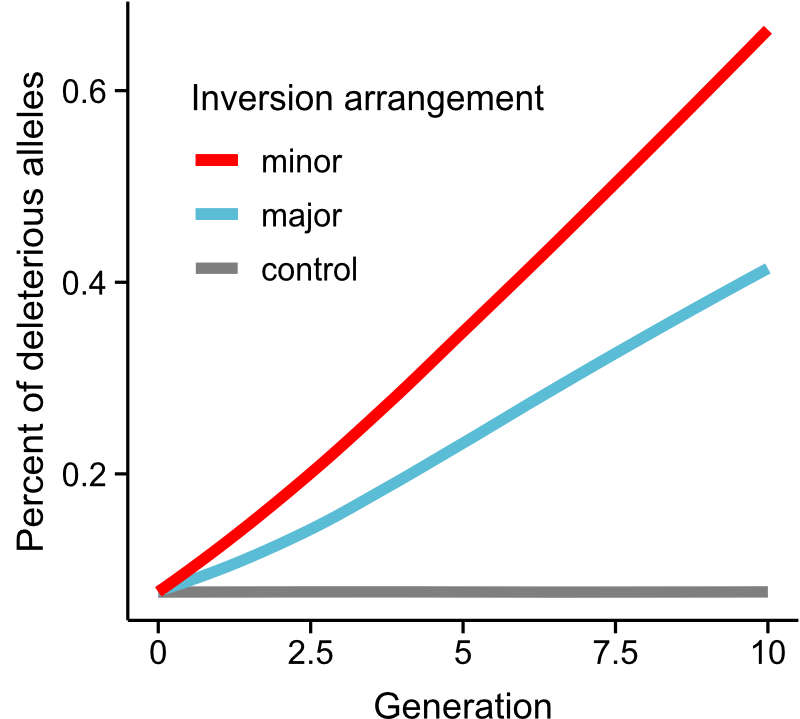 Percent of deleterious alleles
0.6
0.4
0.2
Inversion arrangement
minor
major
control
0 2.5 5 7.5 10
Generation